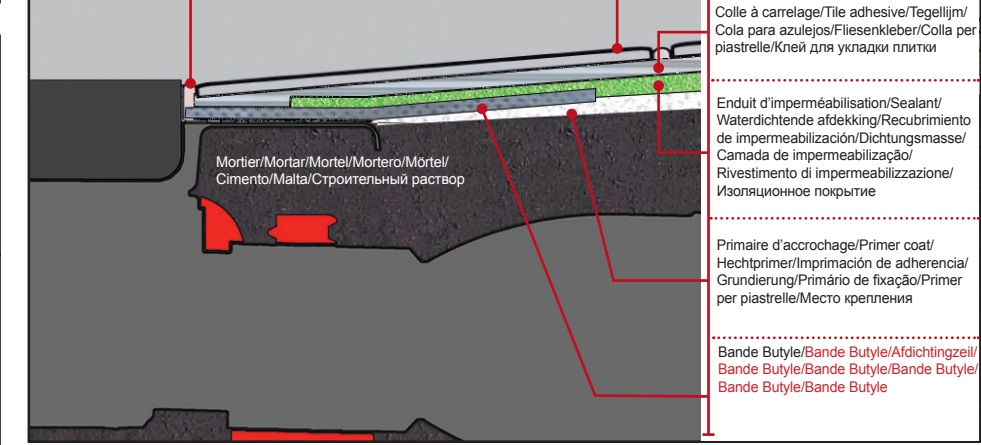 Colle à carrelage/Tile adhesive/Tegellijm/
Cola para azulejos/Fliesenkleber/Colla per
piastrelle/Клей для укладки плитки
Enduit d'imperméabilisation/Sealant/
Waterdichtende afdekking/Recubrimiento
de impermeabilización/Dichtungsmasse/
Camada de impermeabilização/
Rivestimento di impermeabilizzazione/
Изоляционное покрытие
Mortier/Mortar/Mortel/Mortero/Mörtel/
Cimento/Malta/Строительный раствор
Primaire d'accrochage/Primer coat/
Hechtprimer/Imprimación de adherencia/
Grundierung/Primário de fixação/Primer
per piastrelle/Место крепления
Bande Butyle/Bande Butyle/Afdichtingzeil/
Bande Butyle/Bande Butyle/Bande Butyle/
Bande Butyle/Bande Butyle